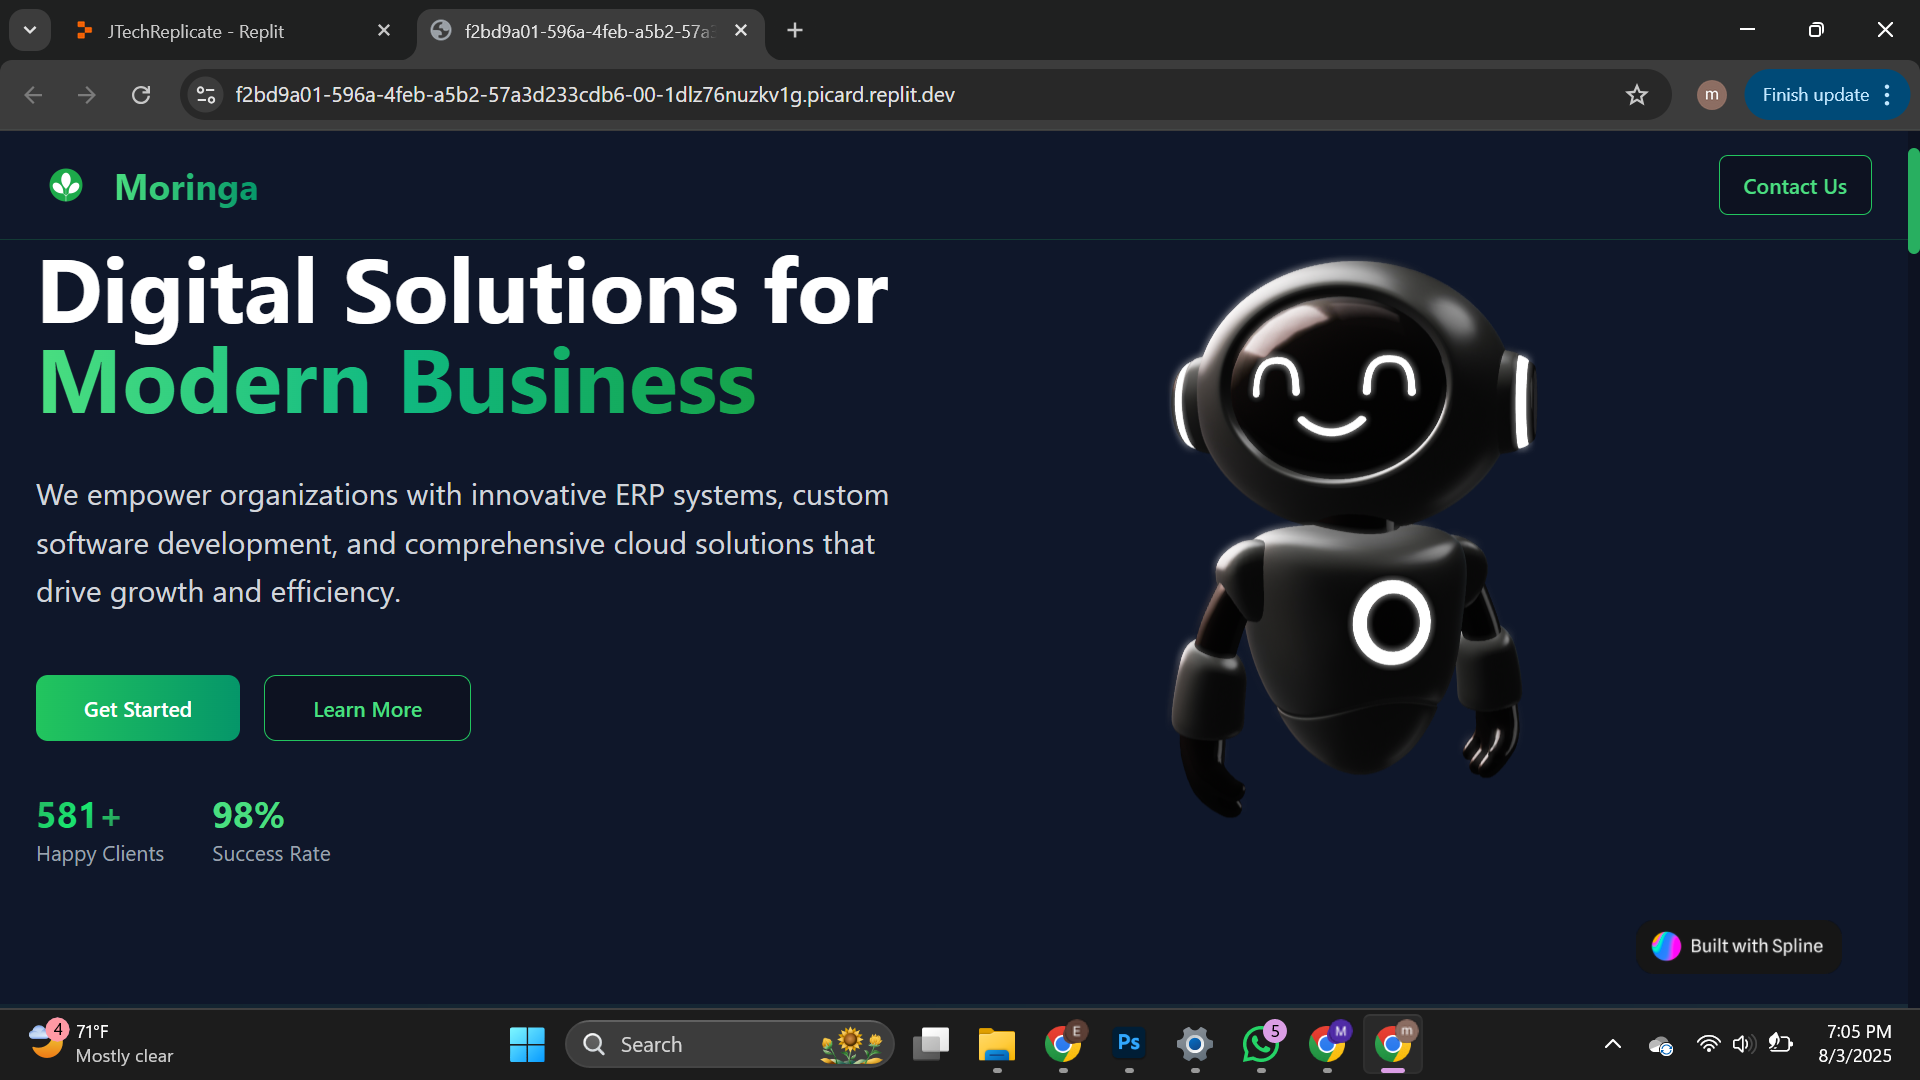 JTechReplicate - Replit
f2bd9a01-596a-4feb-a5b2-57a
f2bd9a01-596a-4feb-a5b2-57a3d233cdb6-00-1dlz76nuzkv1g.picard.replit.dev
m
Finish update
Moringa
Contact Us
Digital Solutions for
Modern Business
We empower organizations with innovative ERP systems, custom
software development, and comprehensive cloud solutions that
drive growth and efficiency.
Get Started
Learn More
581+
98%
Happy Clients
Success Rate
Built with Spline
4
71°F
Mostly clear
Search
E
Ps
5
M
m
7:05 PM
8/3/2025